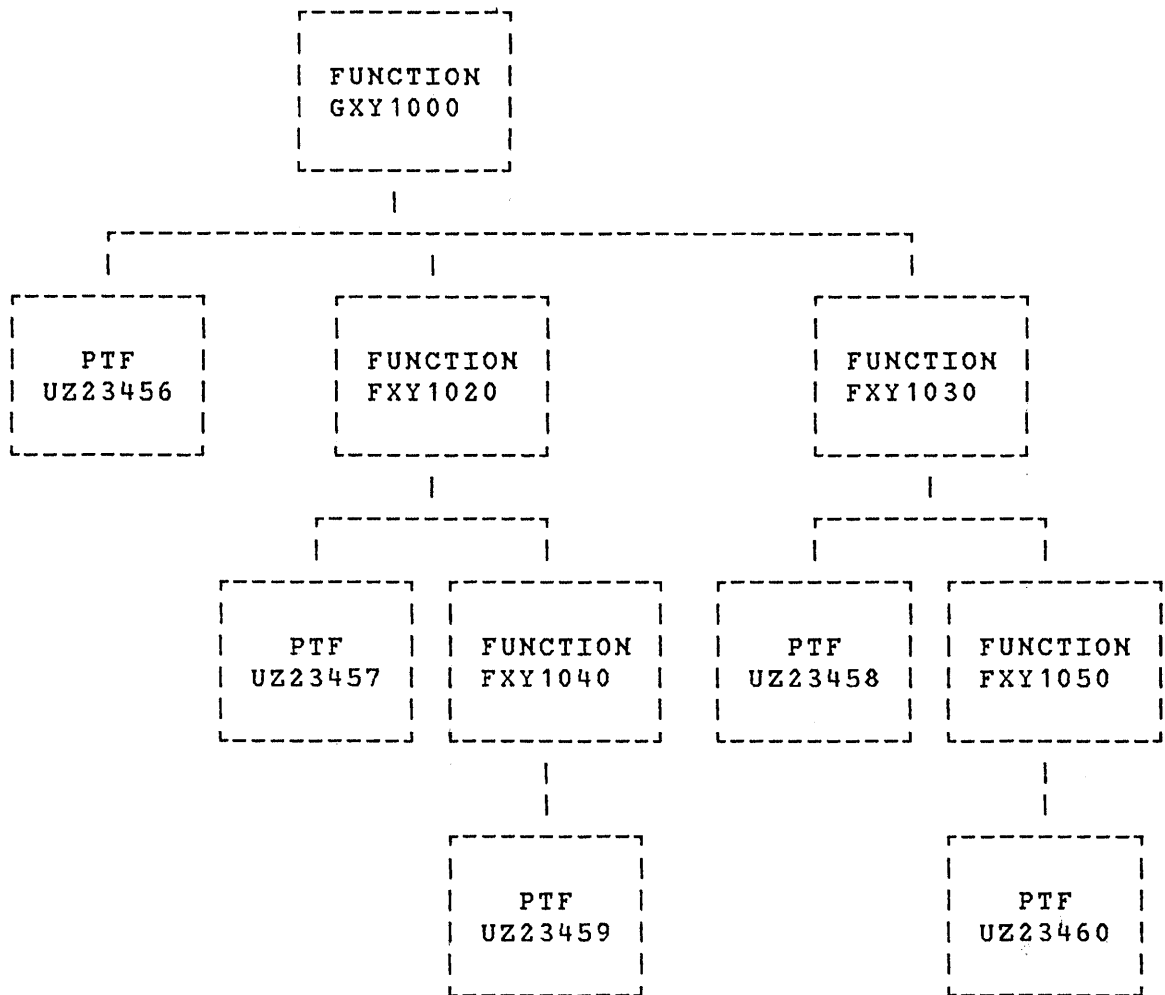 FUNCTION
GXY1000
PTF
UZ23456
FUNCTION
FXY1020
FUNCTION
FXY1030
PTF
UZ23457
FUNCTION
FXY1040
PTF
UZ23458
FUNCTION
FXY1050
PTF
UZ23459
PTF
UZ23460